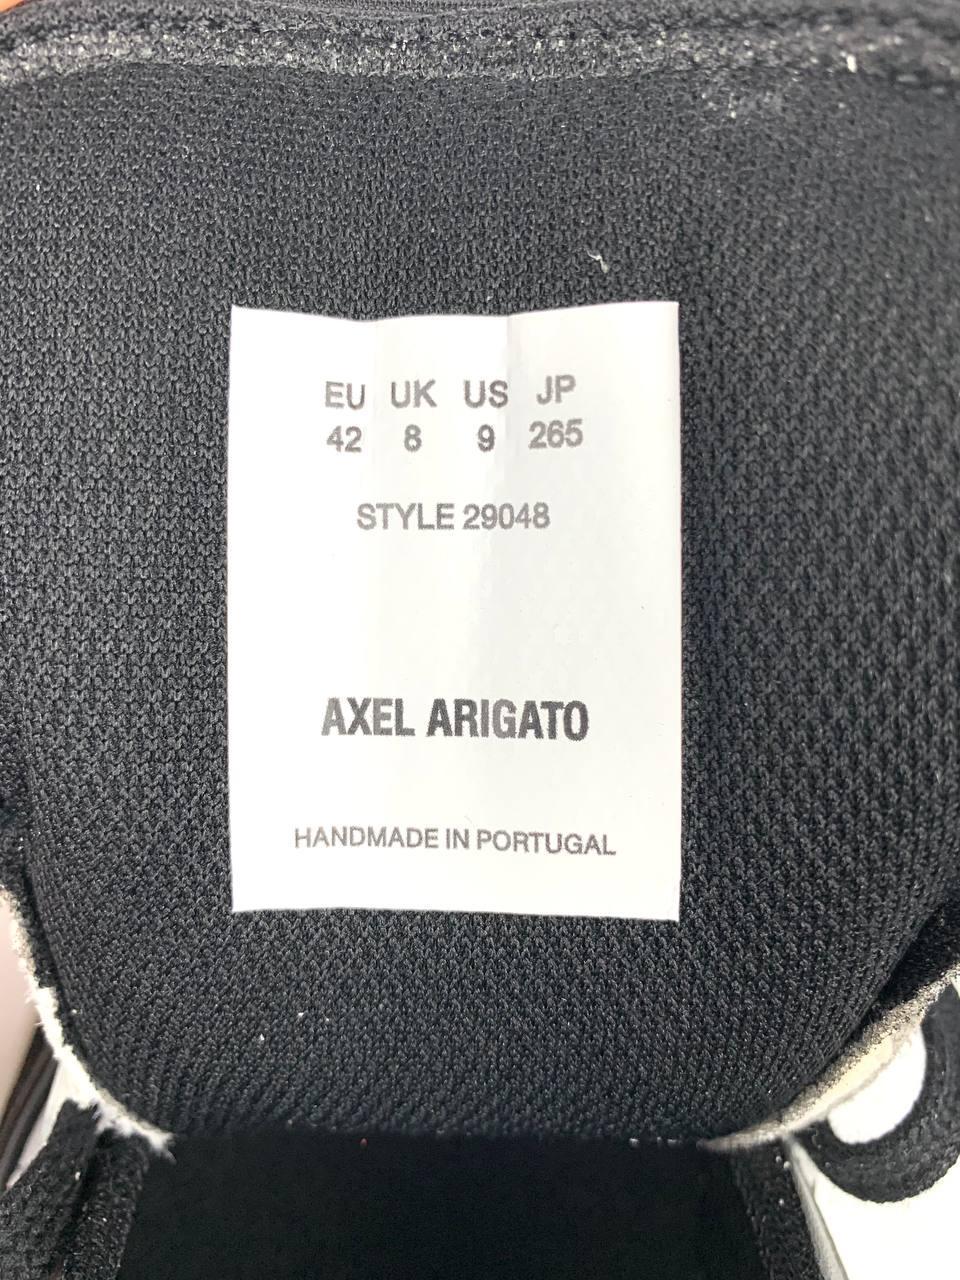 EU UK US JP
42 8 9 265
STYLE 29048
AXEL ARIGATO
HANDMADE IN PORTUGAL